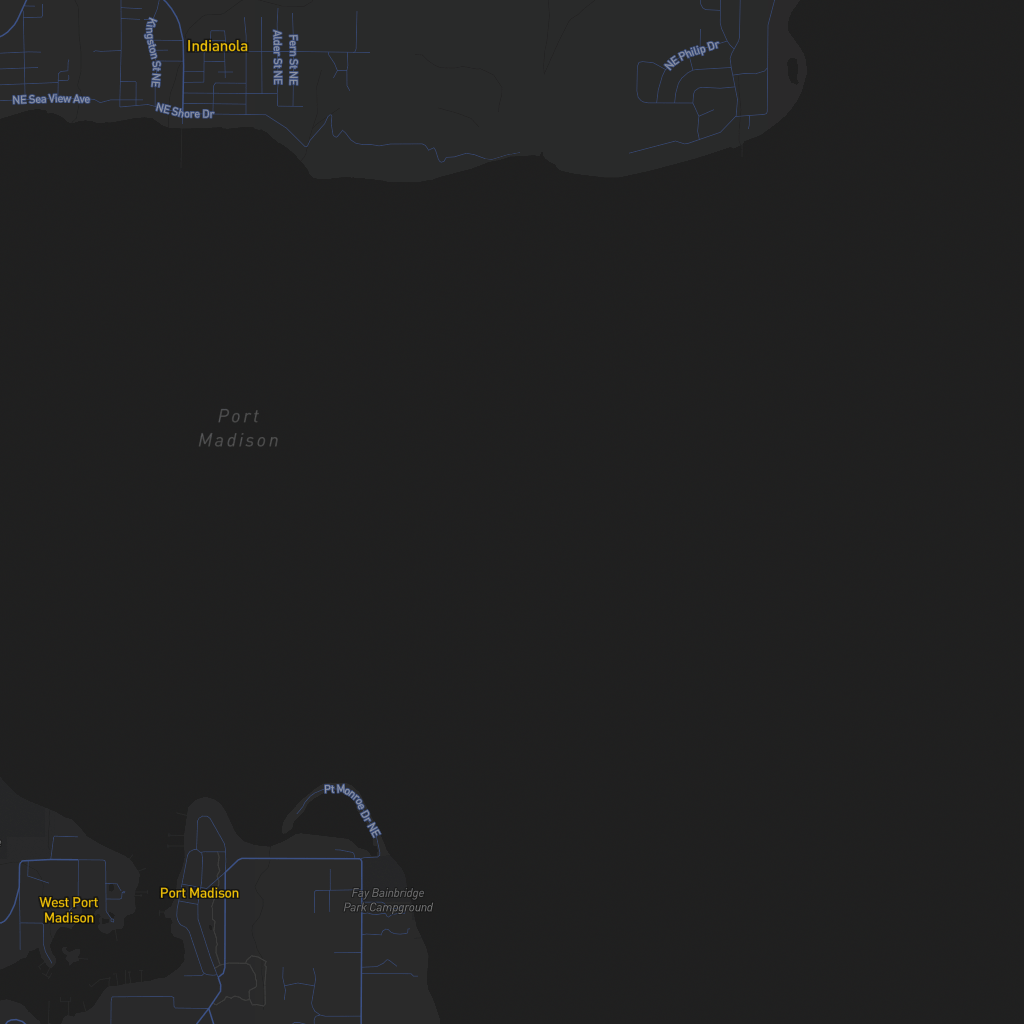 Kingston St NE
Indianola
Alder St NE
Fern St NE
NE Philip Dr
NE Sea View Ave
NE Shore Dr
Port
Madison
Pt Monroe Dr NE
Port Madison
West Port
Madison
Fay Bainbridge
Park Campground